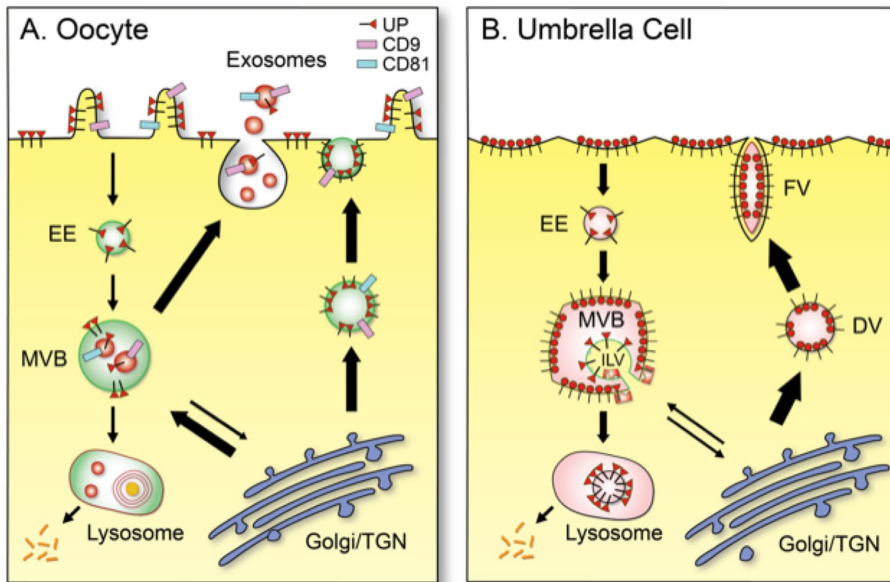 A. Oocyte
UP
CD9
CD81
Exosomes
EE
MVB
Lysosome
Golgi/TGN
B. Umbrella Cell
FV
EE
MVB
ILV
DV
Lysosome
Golgi/TGN